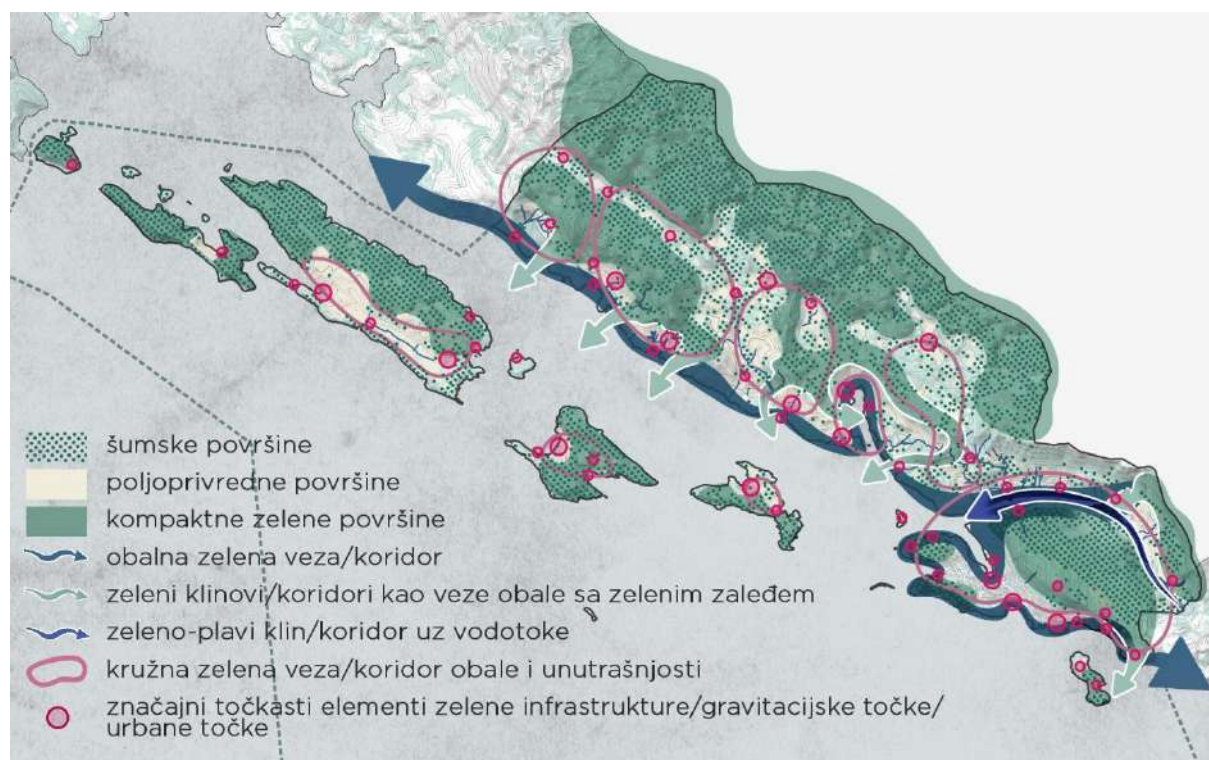 šumske površine
poljoprivredne površine
kompaktne zelene površine
obalna zelena veza/koridor
zeleni klinovi/koridori kao veze obale sa zelenim zaleđem
zeleno-plavi klin/koridor uz vodotoke
kružna zelena veza/koridor obale i unutrašnjosti
značajni točkasti elementi zelene infrastrukture/gravitacijske točke/
urbane točke